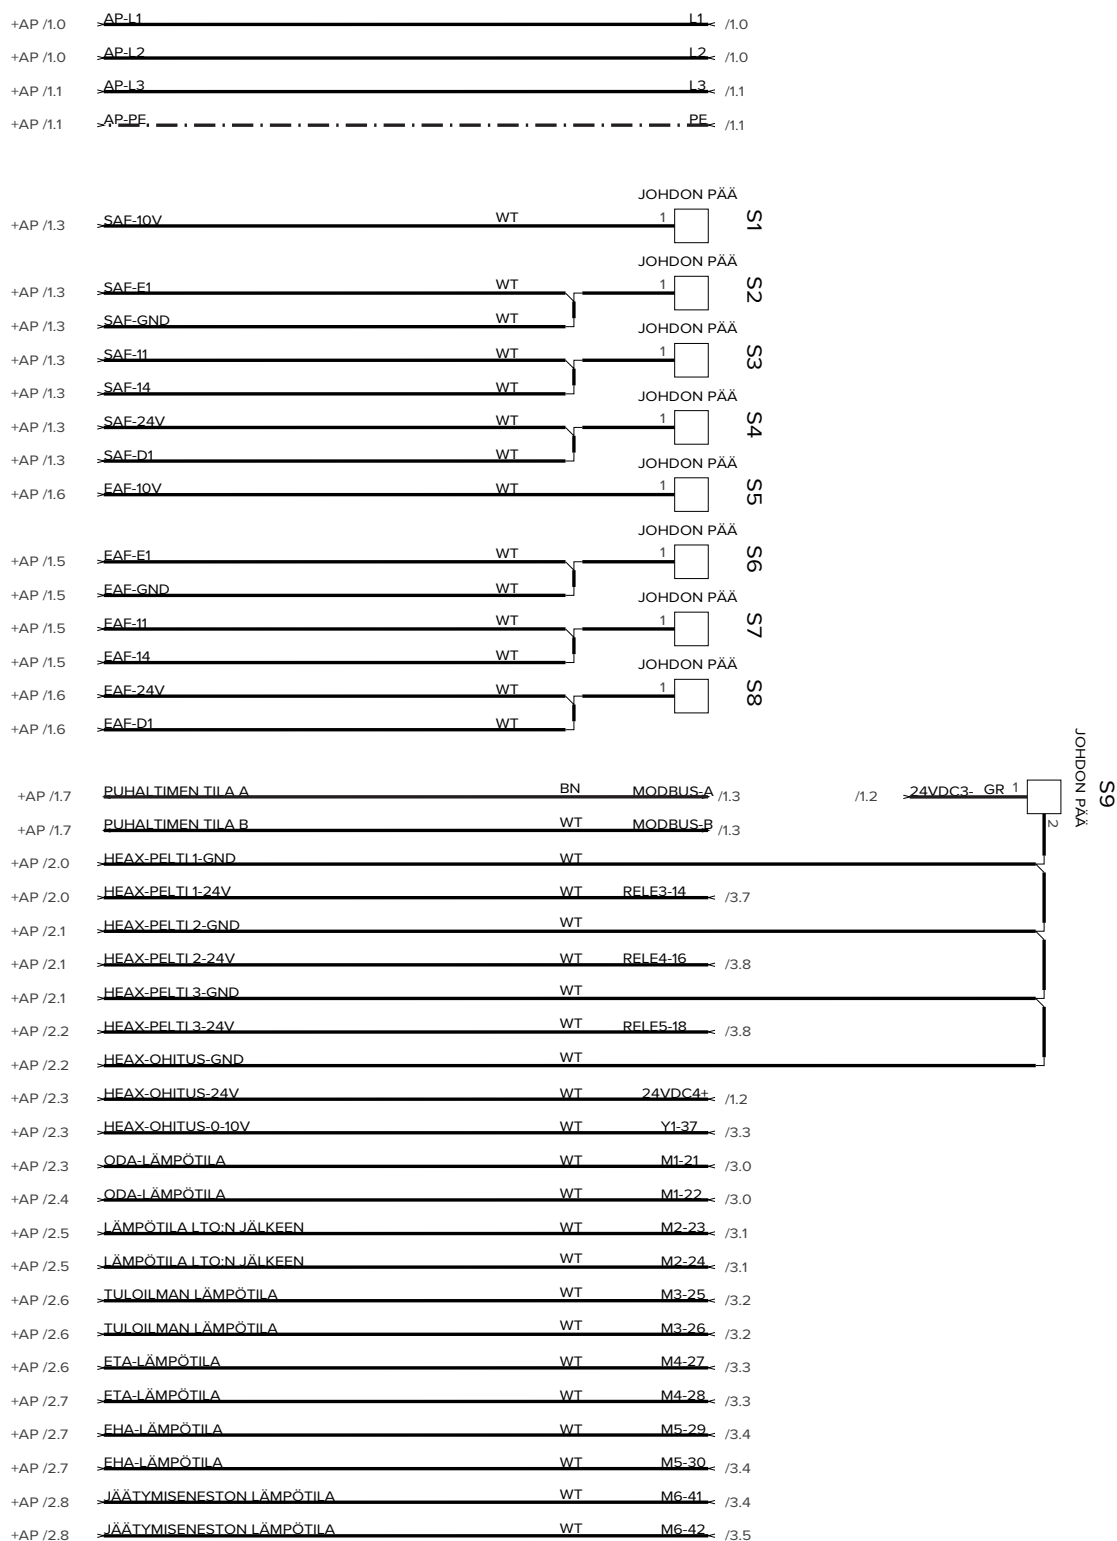 +AP /1.0 AP-L1 L1 /1.0
+AP /1.0 AP-L2 L2 /1.0
+AP /1.1 AP-L3 L3 /1.1
+AP /1.1 AP-PE PE /1.1
JOHDON PÄÄ
+AP /1.3 SAF-10V WT 1 S1
JOHDON PÄÄ
+AP /1.3 SAF-E1 WT 1 S2
+AP /1.3 SAF-GND WT
JOHDON PÄÄ
+AP /1.3 SAF-11 WT 1 S3
+AP /1.3 SAF-14 WT
JOHDON PÄÄ
+AP /1.3 SAF-24V WT 1 S4
+AP /1.3 SAF-D1 WT
JOHDON PÄÄ
+AP /1.6 EAF-10V WT 1 S5
JOHDON PÄÄ
+AP /1.5 EAF-E1 WT 1 S6
+AP /1.5 EAF-GND WT
JOHDON PÄÄ
+AP /1.5 EAF-11 WT 1 S7
+AP /1.5 EAF-14 WT
JOHDON PÄÄ
+AP /1.6 EAF-24V WT 1 S8
+AP /1.6 EAF-D1 WT
JOHDON PÄÄ
S9
+AP /1.7 PUHALTIMEN TILA A BN MODBUS-A /1.3 /1.2 24VDC3- GR 1
2
+AP /1.7 PUHALTIMEN TILA B WT MODBUS-B /1.3
+AP /2.0 HEAX-PELTI 1-GND WT
+AP /2.0 HEAX-PELTI 1-24V WT RELE3-14 /3.7
+AP /2.1 HEAX-PELTI 2-GND WT
+AP /2.1 HEAX-PELTI 2-24V WT RELE4-16 /3.8
+AP /2.1 HEAX-PELTI 3-GND WT
+AP /2.2 HEAX-PELTI 3-24V WT RELE5-18 /3.8
+AP /2.2 HEAX-OHITUS-GND WT
+AP /2.3 HEAX-OHITUS-24V WT 24VDC4+ /1.2
+AP /2.3 HEAX-OHITUS-0-10V WT Y1-37 /3.3
+AP /2.3 ODA-LÄMPÖTILA WT M1-21 /3.0
+AP /2.4 ODA-LÄMPÖTILA WT M1-22 /3.0
+AP /2.5 LÄMPÖTILA LTO:N JÄLKEEN WT M2-23 /3.1
+AP /2.5 LÄMPÖTILA LTO:N JÄLKEEN WT M2-24 /3.1
+AP /2.6 TULOILMAN LÄMPÖTILA WT M3-25 /3.2
+AP /2.6 TULOILMAN LÄMPÖTILA WT M3-26 /3.2
+AP /2.6 ETA-LÄMPÖTILA WT M4-27 /3.3
+AP /2.7 ETA-LÄMPÖTILA WT M4-28 /3.3
+AP /2.7 EHA-LÄMPÖTILA WT M5-29 /3.4
+AP /2.7 EHA-LÄMPÖTILA WT M5-30 /3.4
+AP /2.8 JÄÄTYMISENESTON LÄMPÖTILA WT M6-41 /3.4
+AP /2.8 JÄÄTYMISENESTON LÄMPÖTILA WT M6-42 /3.5